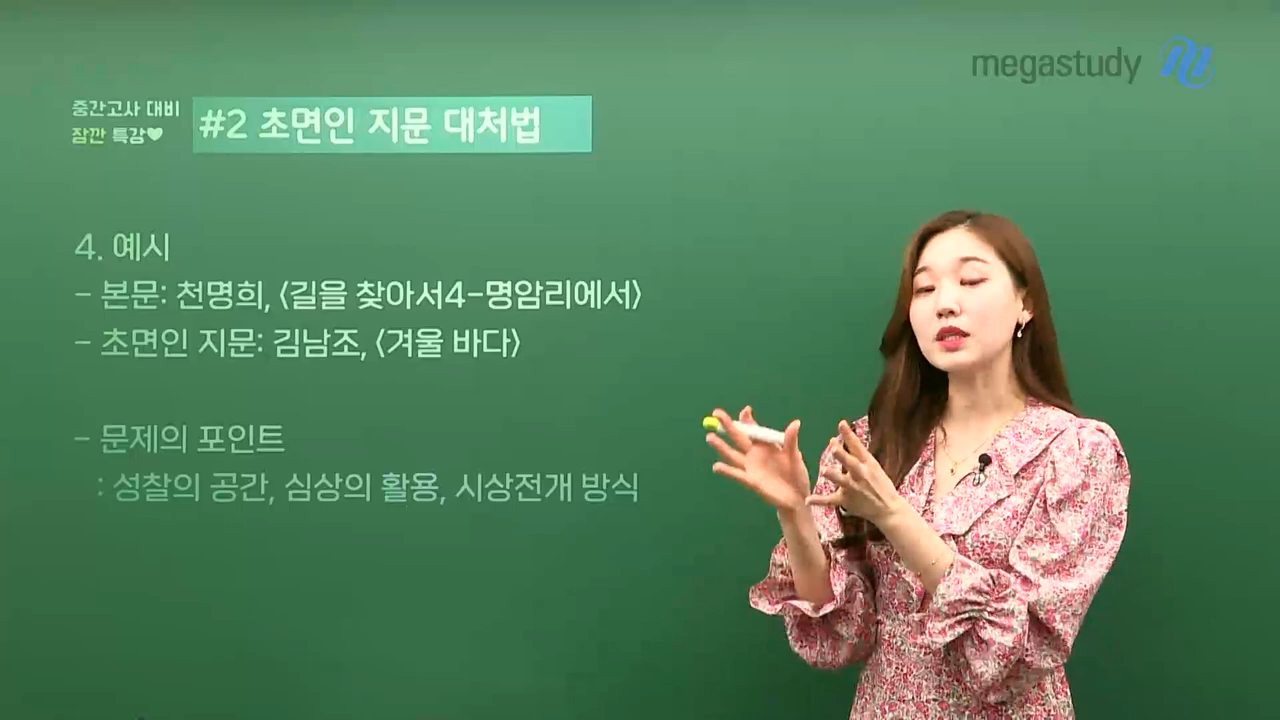 megastudy
중간고사 대비
잠깐 특강♥
#2 초면인 지문 대처법
4. 예시
- 본문: 천명희, 〈길을 찾아서4-명암리에서〉
- 초면인 지문: 김남조, 〈겨울 바다〉
- 문제의 포인트
: 성찰의 공간, 심상의 활용, 시상전개 방식